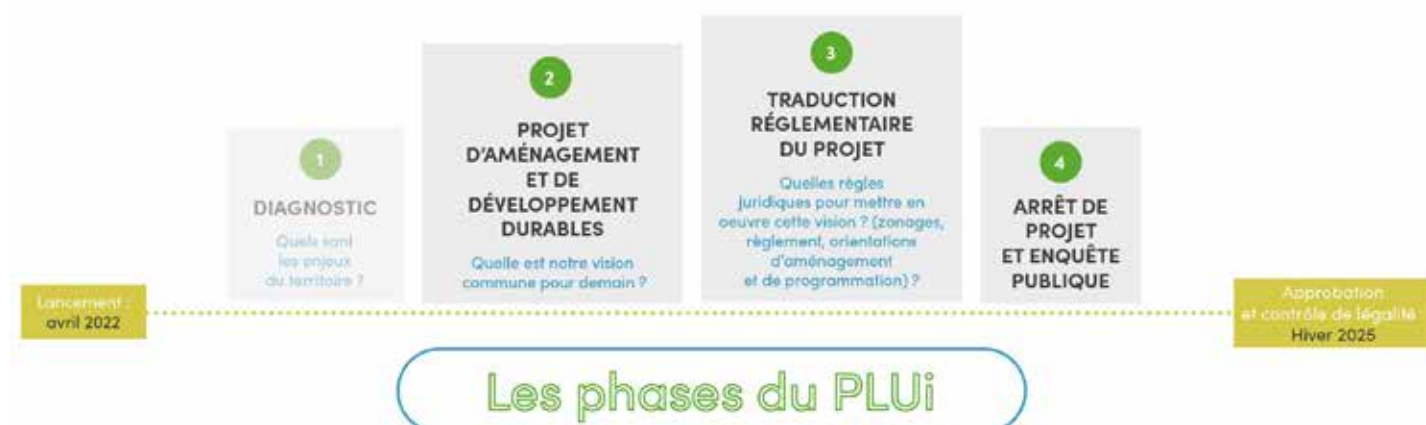 1
DIAGNOSTIC
Quels sont
les enjeux
du territoire ?
2
PROJET
D'AMÉNAGEMENT
ET DE
DÉVELOPPEMENT
DURABLES
Quelle est notre vision
commune pour demain ?
3
TRADUCTION
RÉGLEMENTAIRE
DU PROJET
Quelles règles
juridiques pour mettre en
oeuvre cette vision ? (zonages,
règlement, orientations
d'aménagement
et de programmation) ?
4
ARRÊT DE
PROJET
ET ENQUÊTE
PUBLIQUE
Lancement :
avril 2022
Approbation
et contrôle de légalité :
Hiver 2025
Les phases du PLUi